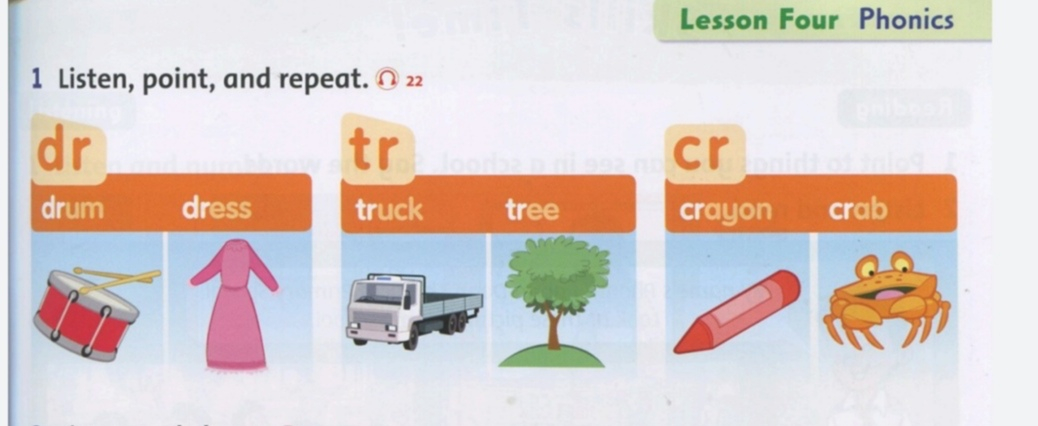 Lesson Four Phonics
1 Listen, point, and repeat. 22
dr tr cr
drum dress truck tree crayon crab